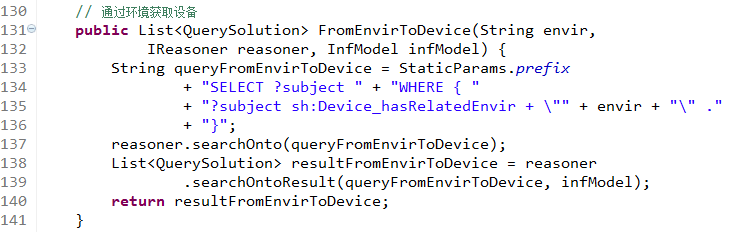 130 // 通过环境获取设备
131 public List<QuerySolution> FromEnvirToDevice(String envir,
132 IReasoner reasoner, InfModel infModel) {
133 String queryFromEnvirToDevice = StaticParams.prefix
134 + "SELECT ?subject " + "WHERE { "
135 + "?subject sh:Device_hasRelatedEnvir + \"" + envir + "\" ."
136 + "}";
137 reasoner.searchOnto(queryFromEnvirToDevice);
138 List<QuerySolution> resultFromEnvirToDevice = reasoner
139 .searchOntoResult(queryFromEnvirToDevice, infModel);
140 return resultFromEnvirToDevice;
141 }